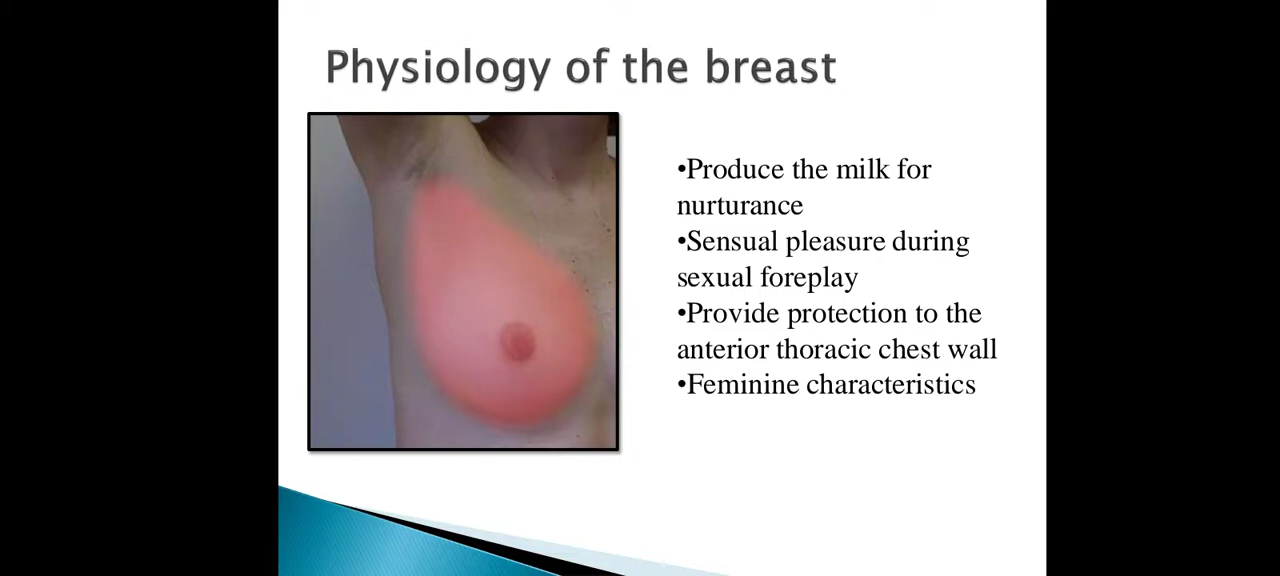 Physiology of the breast
•Produce the milk for
nurturance
•Sensual pleasure during
sexual foreplay
•Provide protection to the
anterior thoracic chest wall
•Feminine characteristics